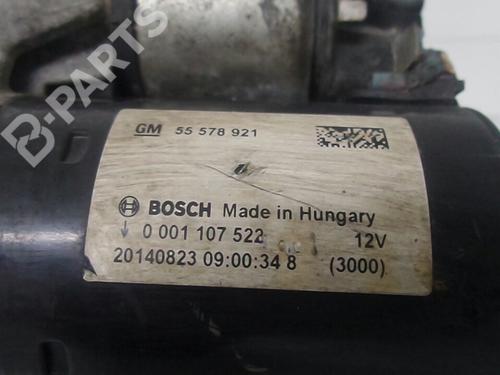 B-PARTS
GM 55 578 921
BOSCH Made in Hungary
0 001 107 522 12V
20140823 09:00:34 8 (3000)
B-PARTS